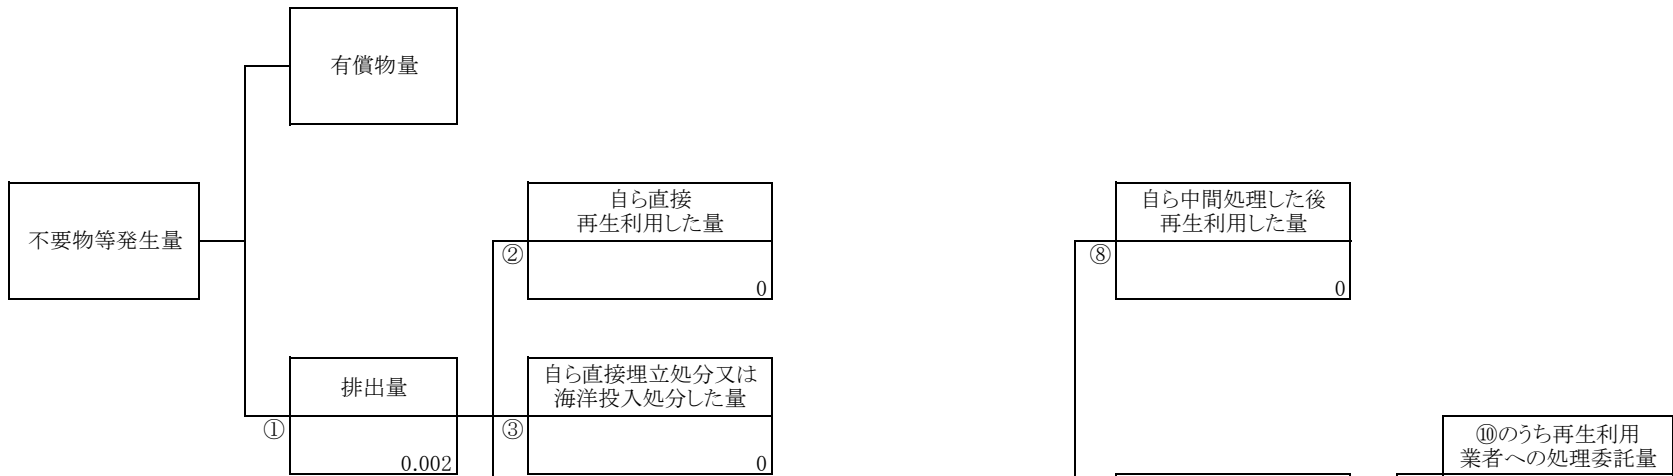 有償物量
不要物等発生量
自ら直接
再生利用した量
②
0
自ら中間処理した後
再生利用した量
⑧
0
排出量
①
0.002
自ら直接埋立処分又は
海洋投入処分した量
③
0
⑩のうち再生利用
業者への処理委託量